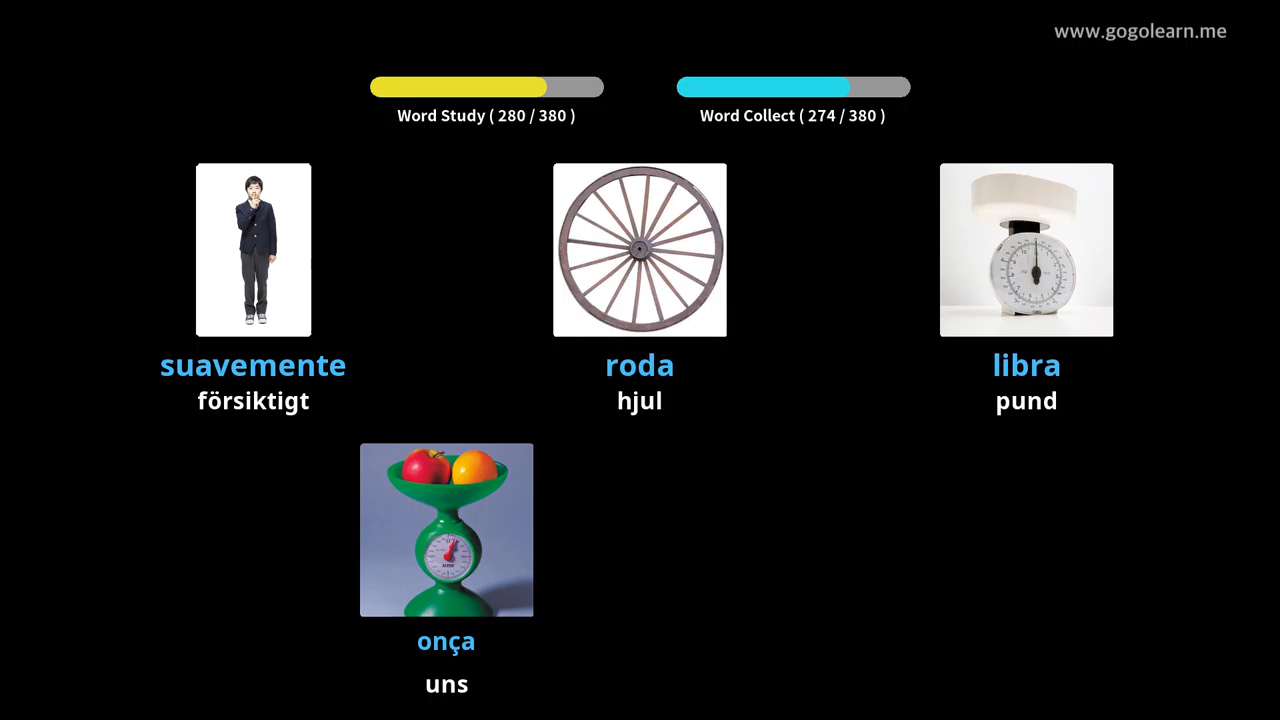 www.gogolearn.me
Word Study ( 280 / 380 )
Word Collect ( 274 / 380 )
suavemente
försiktigt
roda
hjul
libra
pund
onça
uns